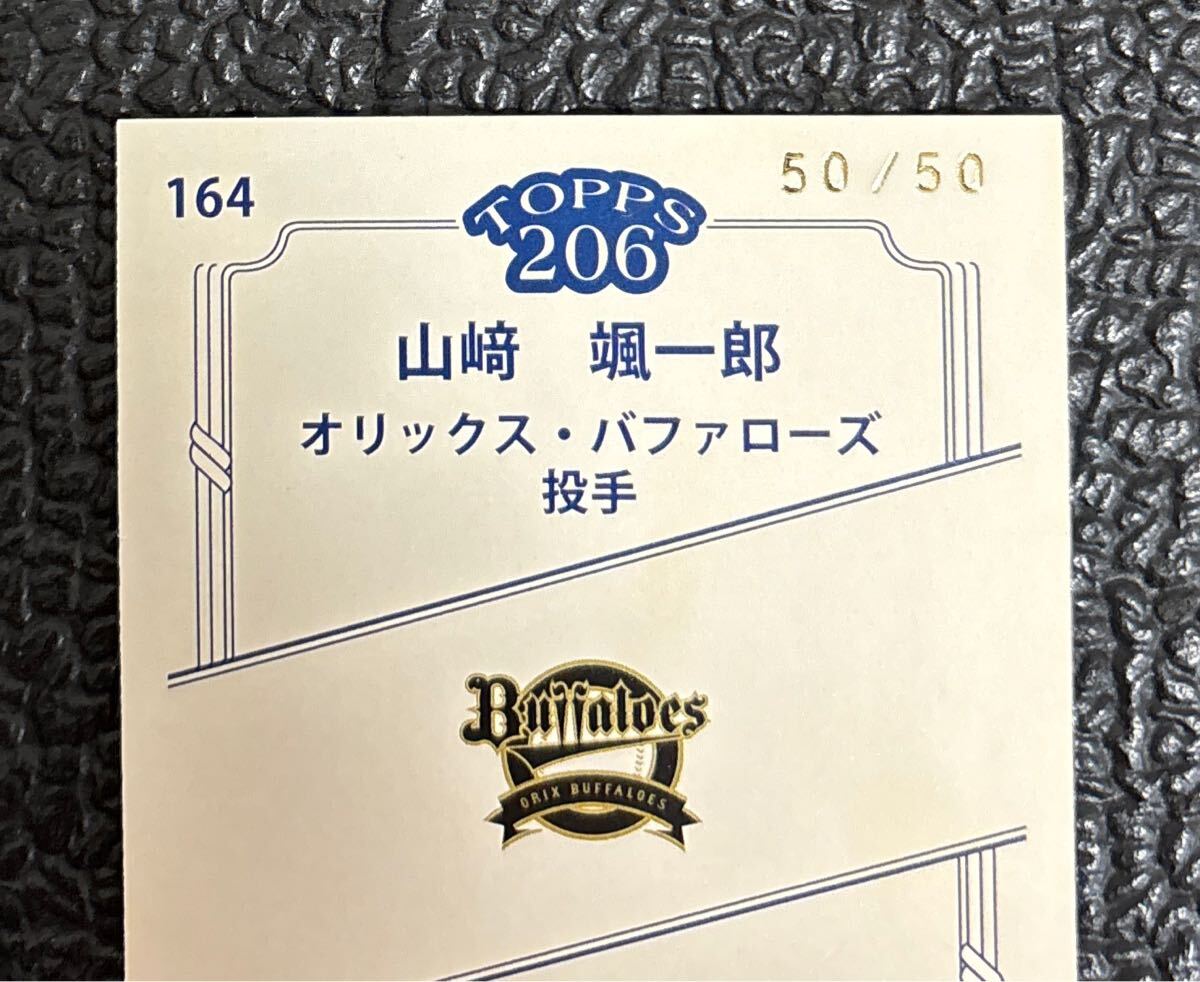 164
50/50
TOPPS
206
山﨑 颯一郎
オリックス・バファローズ
投手
Buffaloes
ORIX BUFFALOES